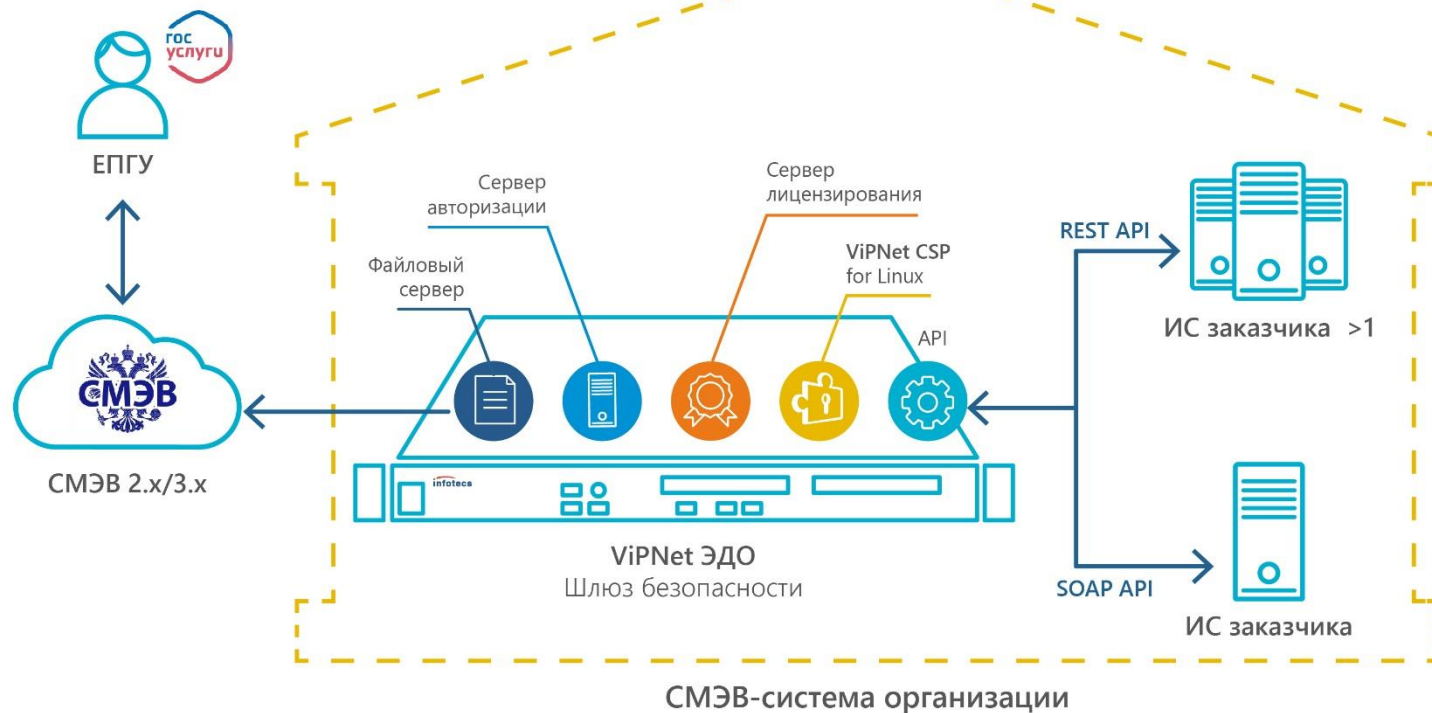 гос
услуги
ЕПГУ
СМЭВ
СМЭВ 2.x/3.x
Файловый
сервер
Сервер
авторизации
Сервер
лицензирования
ViPNet CSP
for Linux
API
infotecs
ViPNet ЭДО
Шлюз безопасности
REST API
ИС заказчика >1
SOAP API
ИС заказчика
СМЭВ-система организации